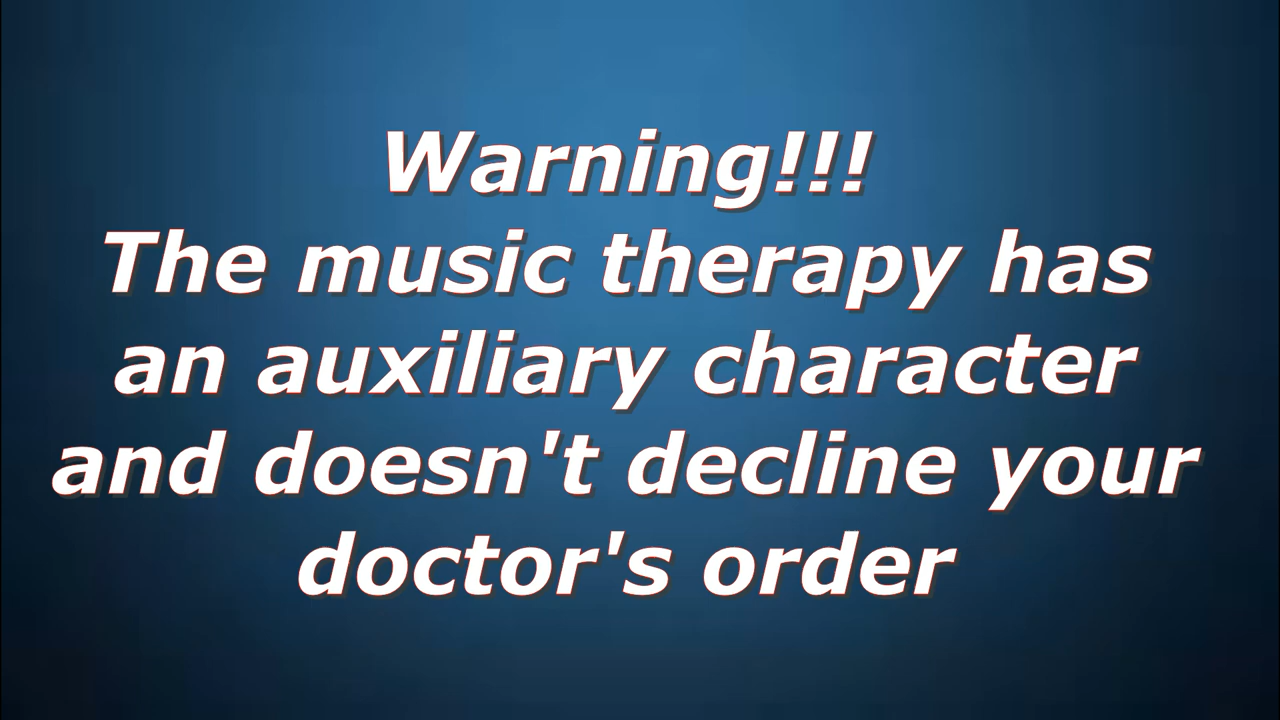 Warning!!!
The music therapy has
an auxiliary character
and doesn't decline your
doctor's order